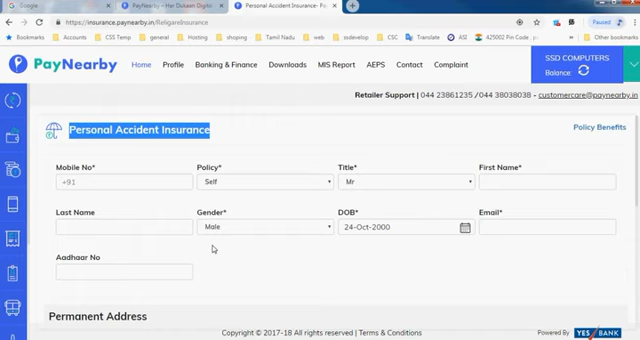 Google
PayNearby – Har Dukaan Digital
Personal Accident Insurance- Pa
https://insurance.paynearby.in/ReligareInsurance
Paused
Bookmarks
Accounts
CSS Temp
general
Hosting
shoping
Tamil Nadu
web
zsdevelop
CSC
Translate
ASI
425002 Pin Code
Other bookmarks
PayNearby
Home
Profile
Banking & Finance
Downloads
MIS Report
AEPS
Contact
Complaint
SSD COMPUTERS
Balance:
Retailer Support | 044 23861235 /044 38038038 - customercare@paynearby.in
Personal Accident Insurance
Policy Benefits
Mobile No*
Policy*
Title*
First Name*
+91
Self
Mr
Last Name
Gender*
DOB*
Email*
Male
24-Oct-2000
Aadhaar No
Permanent Address
Copyright © 2017-18 All rights reserved | Terms & Conditions
Powered By
YES BANK